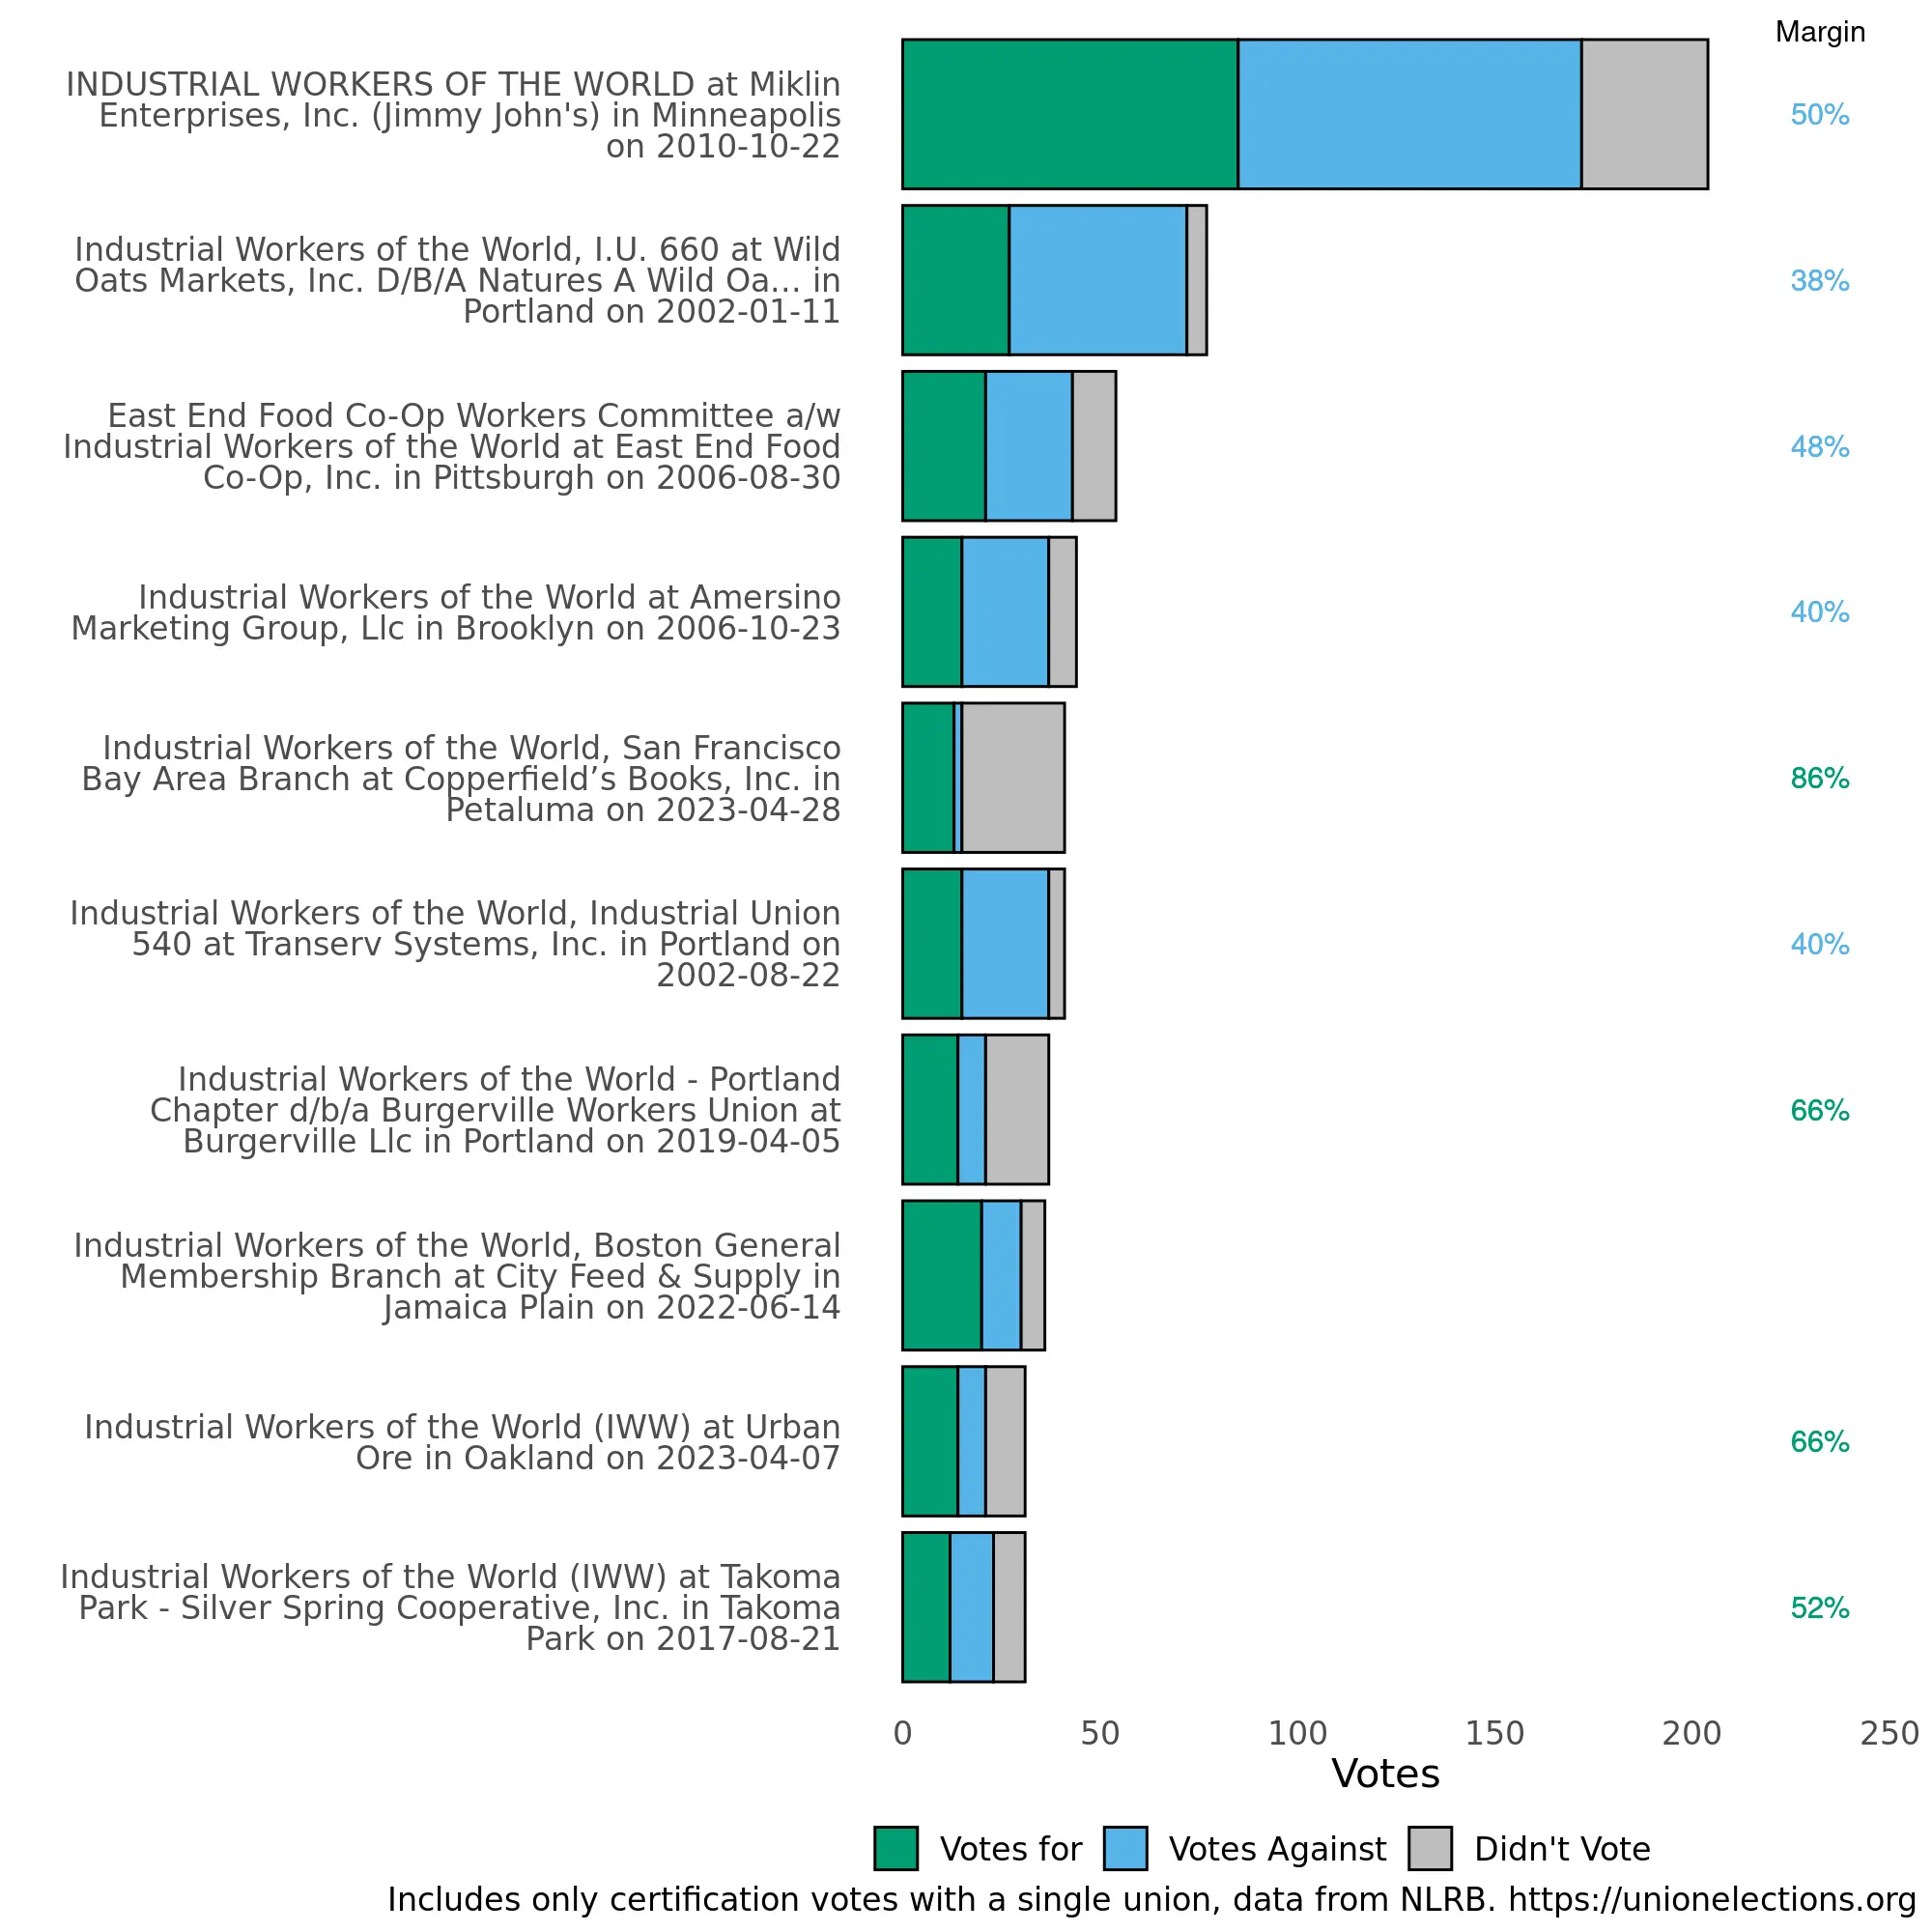 Margin
INDUSTRIAL WORKERS OF THE WORLD at Miklin
Enterprises, Inc. (Jimmy John's) in Minneapolis
on 2010-10-22
50%
Industrial Workers of the World, I.U. 660 at Wild
Oats Markets, Inc. D/B/A Natures A Wild Oa... in
Portland on 2002-01-11
38%
East End Food Co-Op Workers Committee a/w
Industrial Workers of the World at East End Food
Co-Op, Inc. in Pittsburgh on 2006-08-30
48%
Industrial Workers of the World at Amersino
Marketing Group, Llc in Brooklyn on 2006-10-23
40%
Industrial Workers of the World, San Francisco
Bay Area Branch at Copperfield’s Books, Inc. in
Petaluma on 2023-04-28
86%
Industrial Workers of the World, Industrial Union
540 at Transerv Systems, Inc. in Portland on
2002-08-22
40%
Industrial Workers of the World - Portland
Chapter d/b/a Burgerville Workers Union at
Burgerville Llc in Portland on 2019-04-05
66%
Industrial Workers of the World, Boston General
Membership Branch at City Feed & Supply in
Jamaica Plain on 2022-06-14
Industrial Workers of the World (IWW) at Urban
Ore in Oakland on 2023-04-07
66%
Industrial Workers of the World (IWW) at Takoma
Park - Silver Spring Cooperative, Inc. in Takoma
Park on 2017-08-21
52%
0 50 100 150 200 250
Votes
Votes for Votes Against Didn't Vote
Includes only certification votes with a single union, data from NLRB. https://unionelections.org